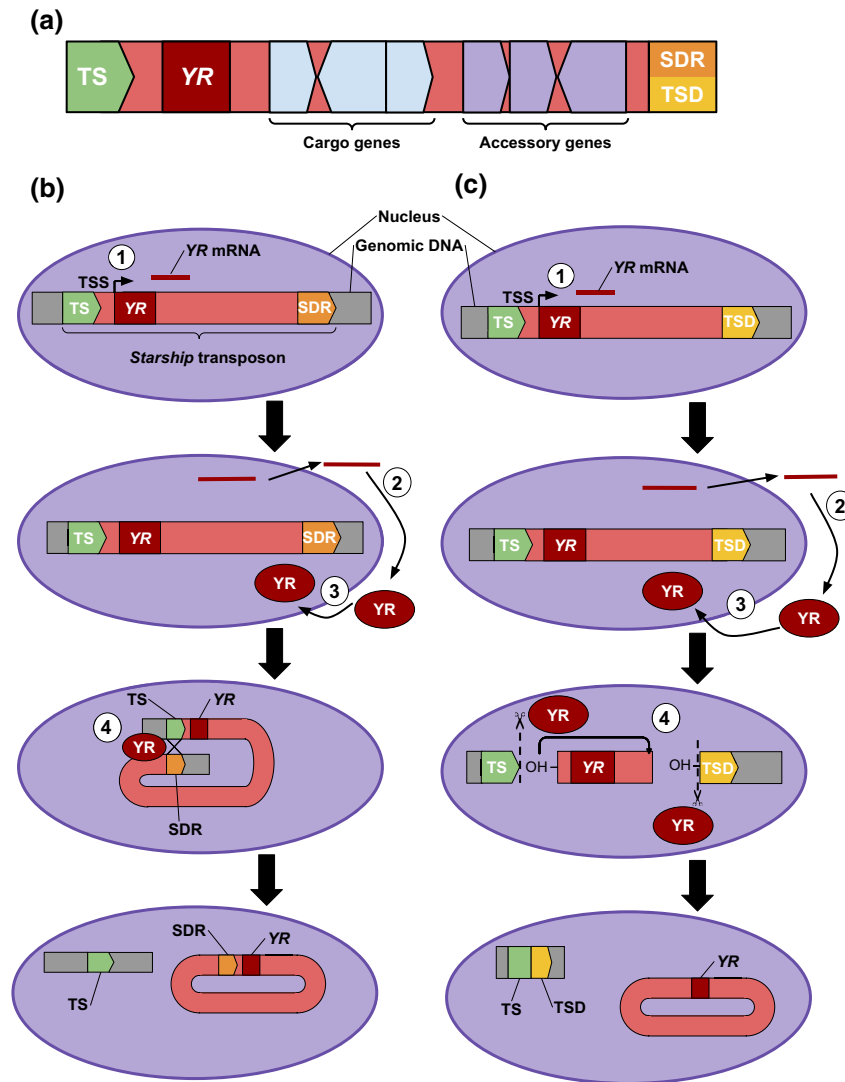 (a)
TS
YR
SDR
TSD
Cargo genes
Accessory genes
(b)
(c)
Nucleus
Genomic DNA
1
YR mRNA
TSS
TS
YR
SDR
Starship transposon
1
YR mRNA
TSS
TS
YR
TSD
2
TS
YR
SDR
YR
3
YR
2
TS
YR
TSD
YR
3
YR
TS
YR
4
YR
SDR
YR
4
TS
OH
YR
OH
TSD
YR
SDR
YR
TS
YR
TS
TSD